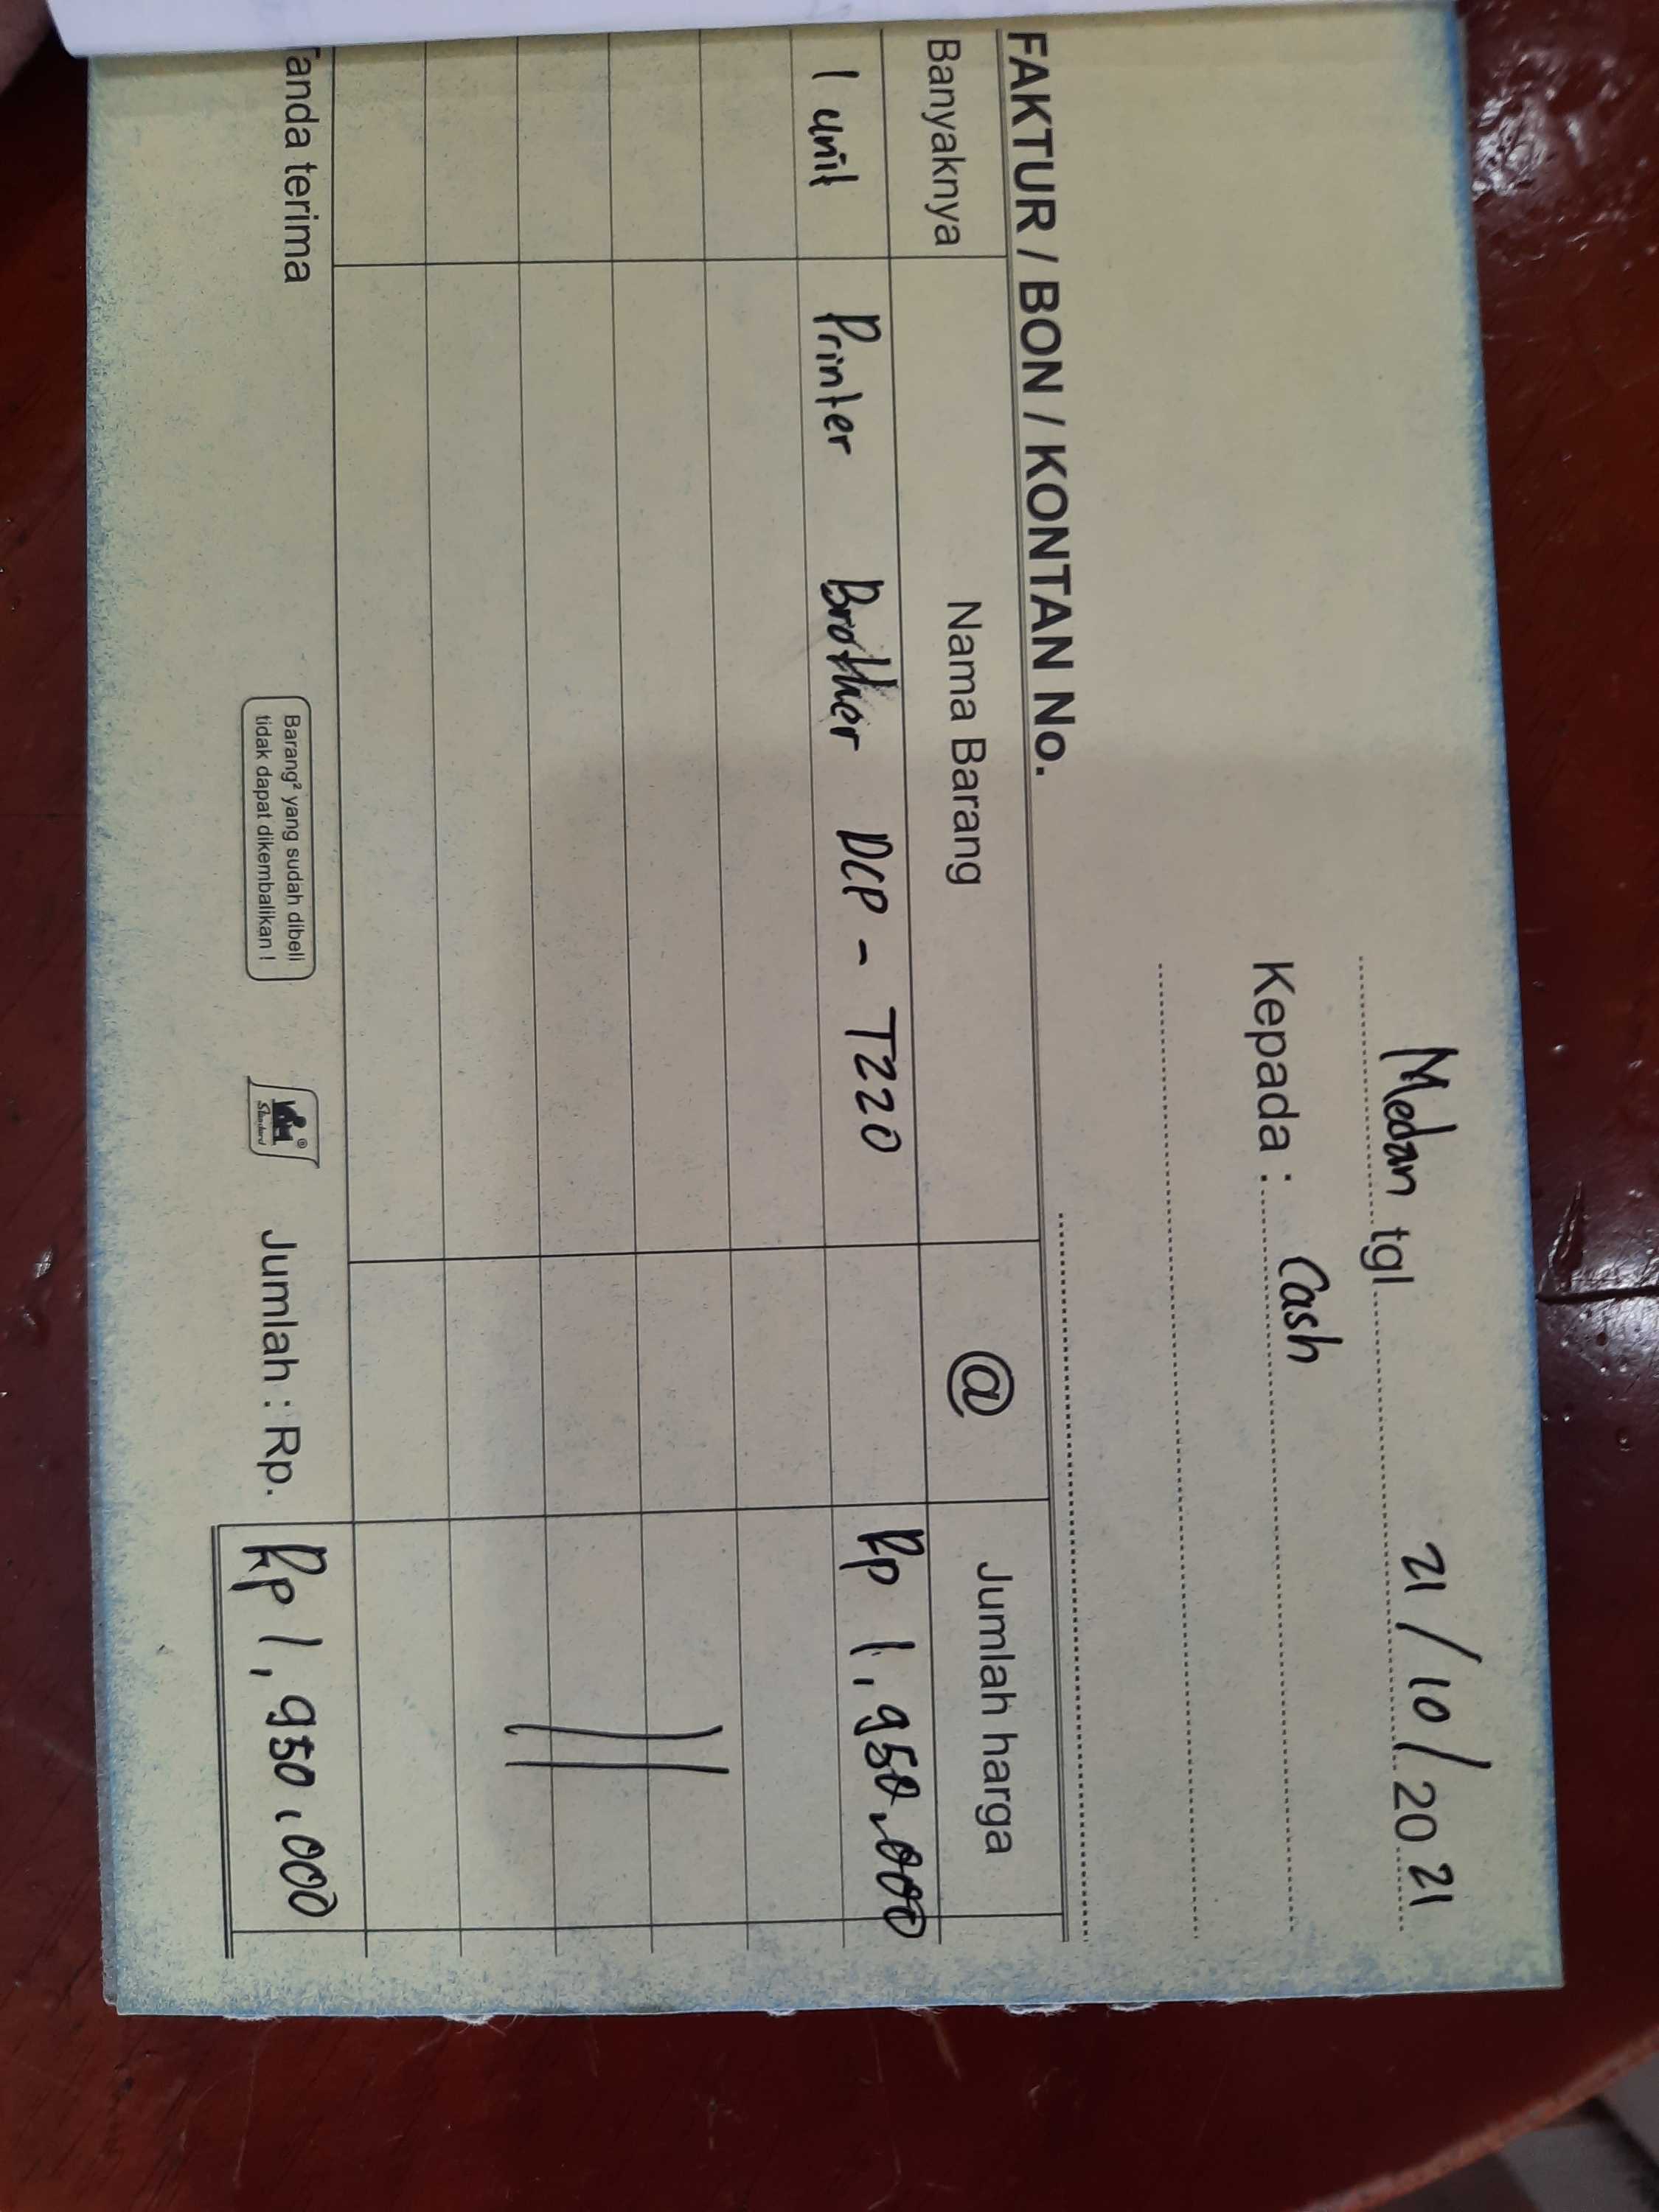 Medan tgl 21/10/2021
Kepada : Cash
FAKTUR / BON / KONTAN No.
Banyaknya Nama Barang @ Jumlah harga
1 unit Printer Brother DCP - T220 Rp 1,950,000
Tanda terima
Barang² yang sudah dibeli
tidak dapat dikembalikan !
Standard ®
Jumlah : Rp. Rp 1,950,000